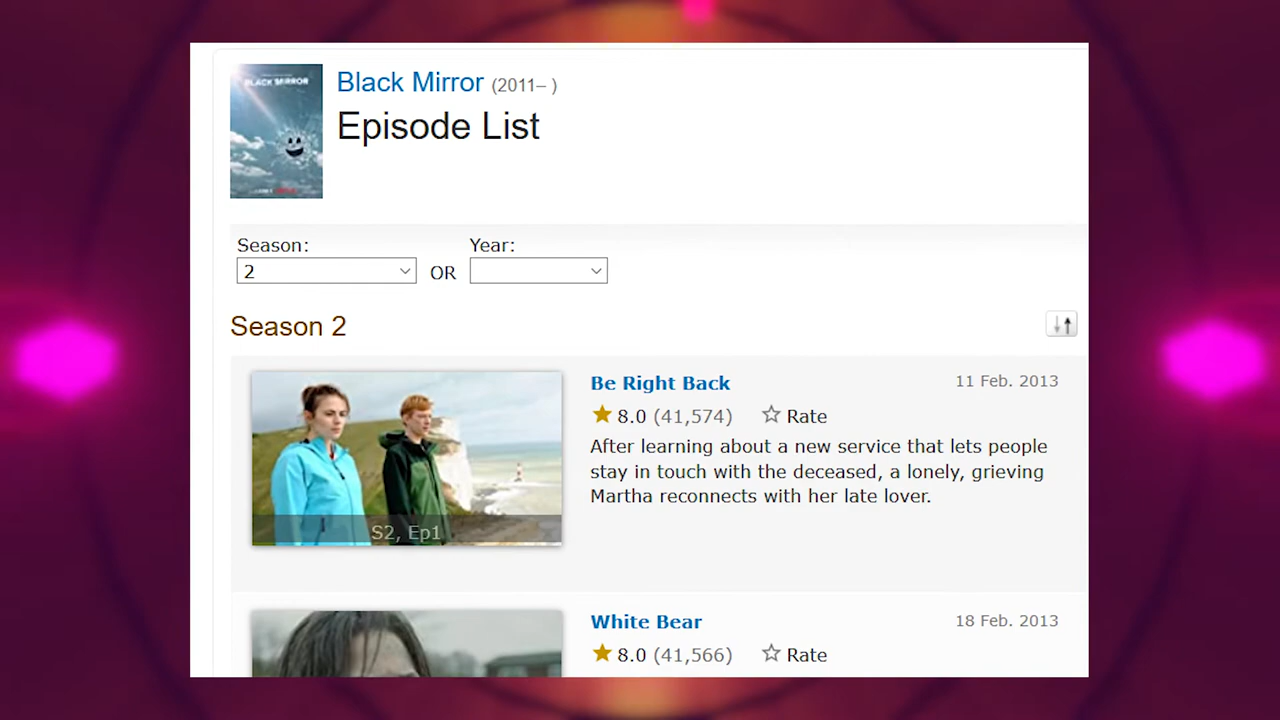 BLACK MIRROR
Black Mirror (2011– )
Episode List
Season:
Year:
2
OR
Season 2
Be Right Back
11 Feb. 2013
8.0 (41,574)
Rate
After learning about a new service that lets people
stay in touch with the deceased, a lonely, grieving
Martha reconnects with her late lover.
S2, Ep1
White Bear
18 Feb. 2013
8.0 (41,566)
Rate